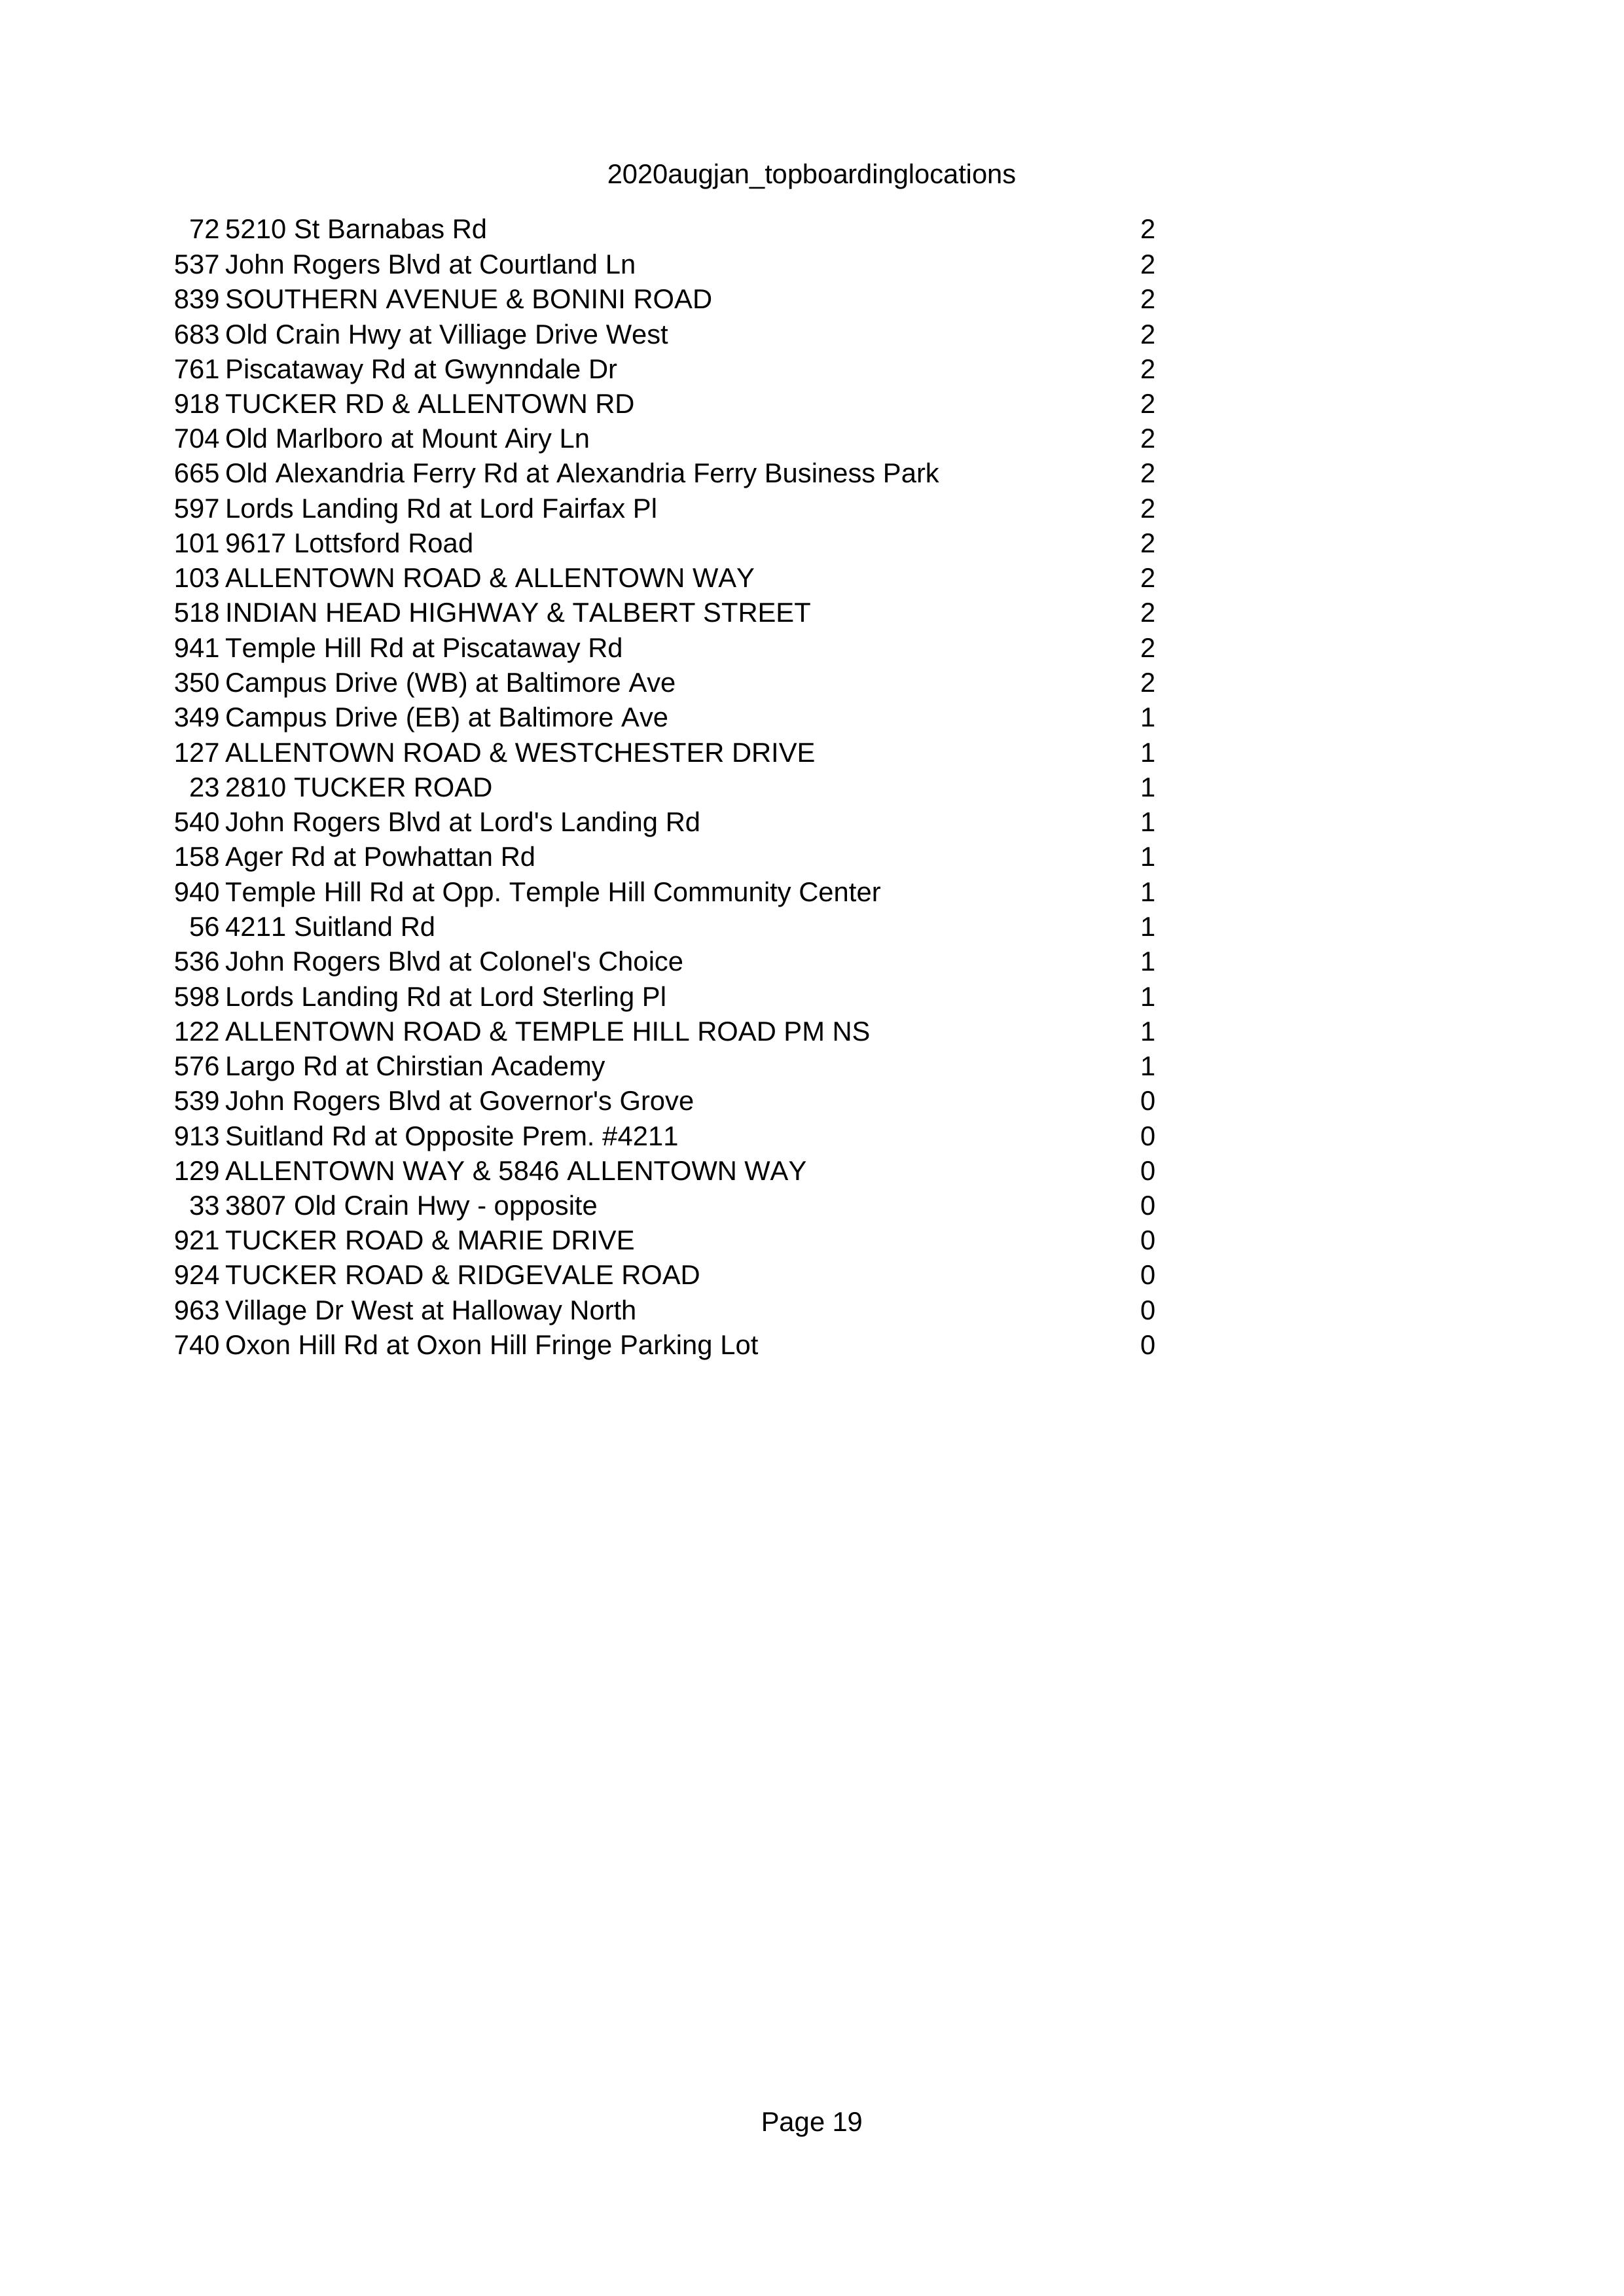 2020augjan_topboardinglocations
72 5210 St Barnabas Rd 2
537 John Rogers Blvd at Courtland Ln 2
839 SOUTHERN AVENUE & BONINI ROAD 2
683 Old Crain Hwy at Villiage Drive West 2
761 Piscataway Rd at Gwynndale Dr 2
918 TUCKER RD & ALLENTOWN RD 2
704 Old Marlboro at Mount Airy Ln 2
665 Old Alexandria Ferry Rd at Alexandria Ferry Business Park 2
597 Lords Landing Rd at Lord Fairfax Pl 2
101 9617 Lottsford Road 2
103 ALLENTOWN ROAD & ALLENTOWN WAY 2
518 INDIAN HEAD HIGHWAY & TALBERT STREET 2
941 Temple Hill Rd at Piscataway Rd 2
350 Campus Drive (WB) at Baltimore Ave 2
349 Campus Drive (EB) at Baltimore Ave 1
127 ALLENTOWN ROAD & WESTCHESTER DRIVE 1
23 2810 TUCKER ROAD 1
540 John Rogers Blvd at Lord's Landing Rd 1
158 Ager Rd at Powhattan Rd 1
940 Temple Hill Rd at Opp. Temple Hill Community Center 1
56 4211 Suitland Rd 1
536 John Rogers Blvd at Colonel's Choice 1
598 Lords Landing Rd at Lord Sterling Pl 1
122 ALLENTOWN ROAD & TEMPLE HILL ROAD PM NS 1
576 Largo Rd at Chirstian Academy 1
539 John Rogers Blvd at Governor's Grove 0
913 Suitland Rd at Opposite Prem. #4211 0
129 ALLENTOWN WAY & 5846 ALLENTOWN WAY 0
33 3807 Old Crain Hwy - opposite 0
921 TUCKER ROAD & MARIE DRIVE 0
924 TUCKER ROAD & RIDGEVALE ROAD 0
963 Village Dr West at Halloway North 0
740 Oxon Hill Rd at Oxon Hill Fringe Parking Lot 0
Page 19